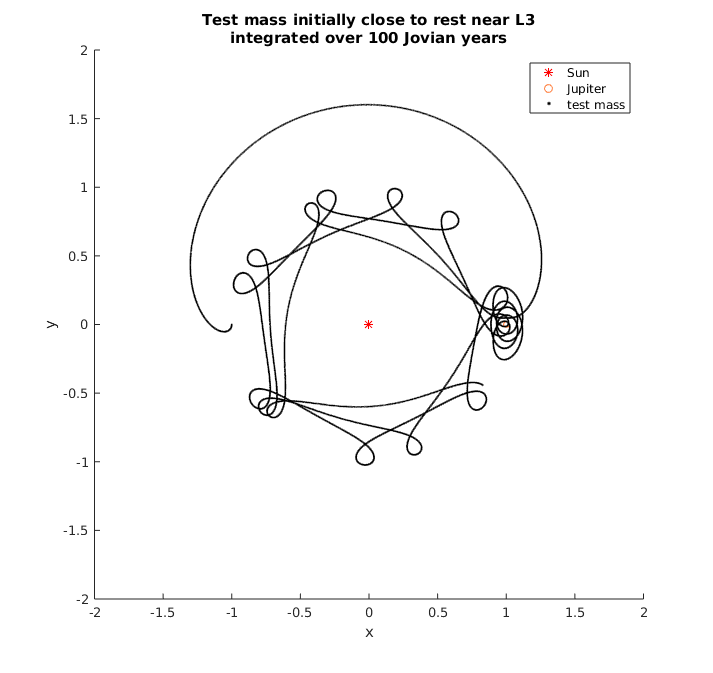 Test mass initially close to rest near L3
integrated over 100 Jovian years
Sun
Jupiter
test mass
2
1.5
1
0.5
0
-0.5
-1
-1.5
-2
y
-2
-1.5
-1
-0.5
0
0.5
1
1.5
2
x